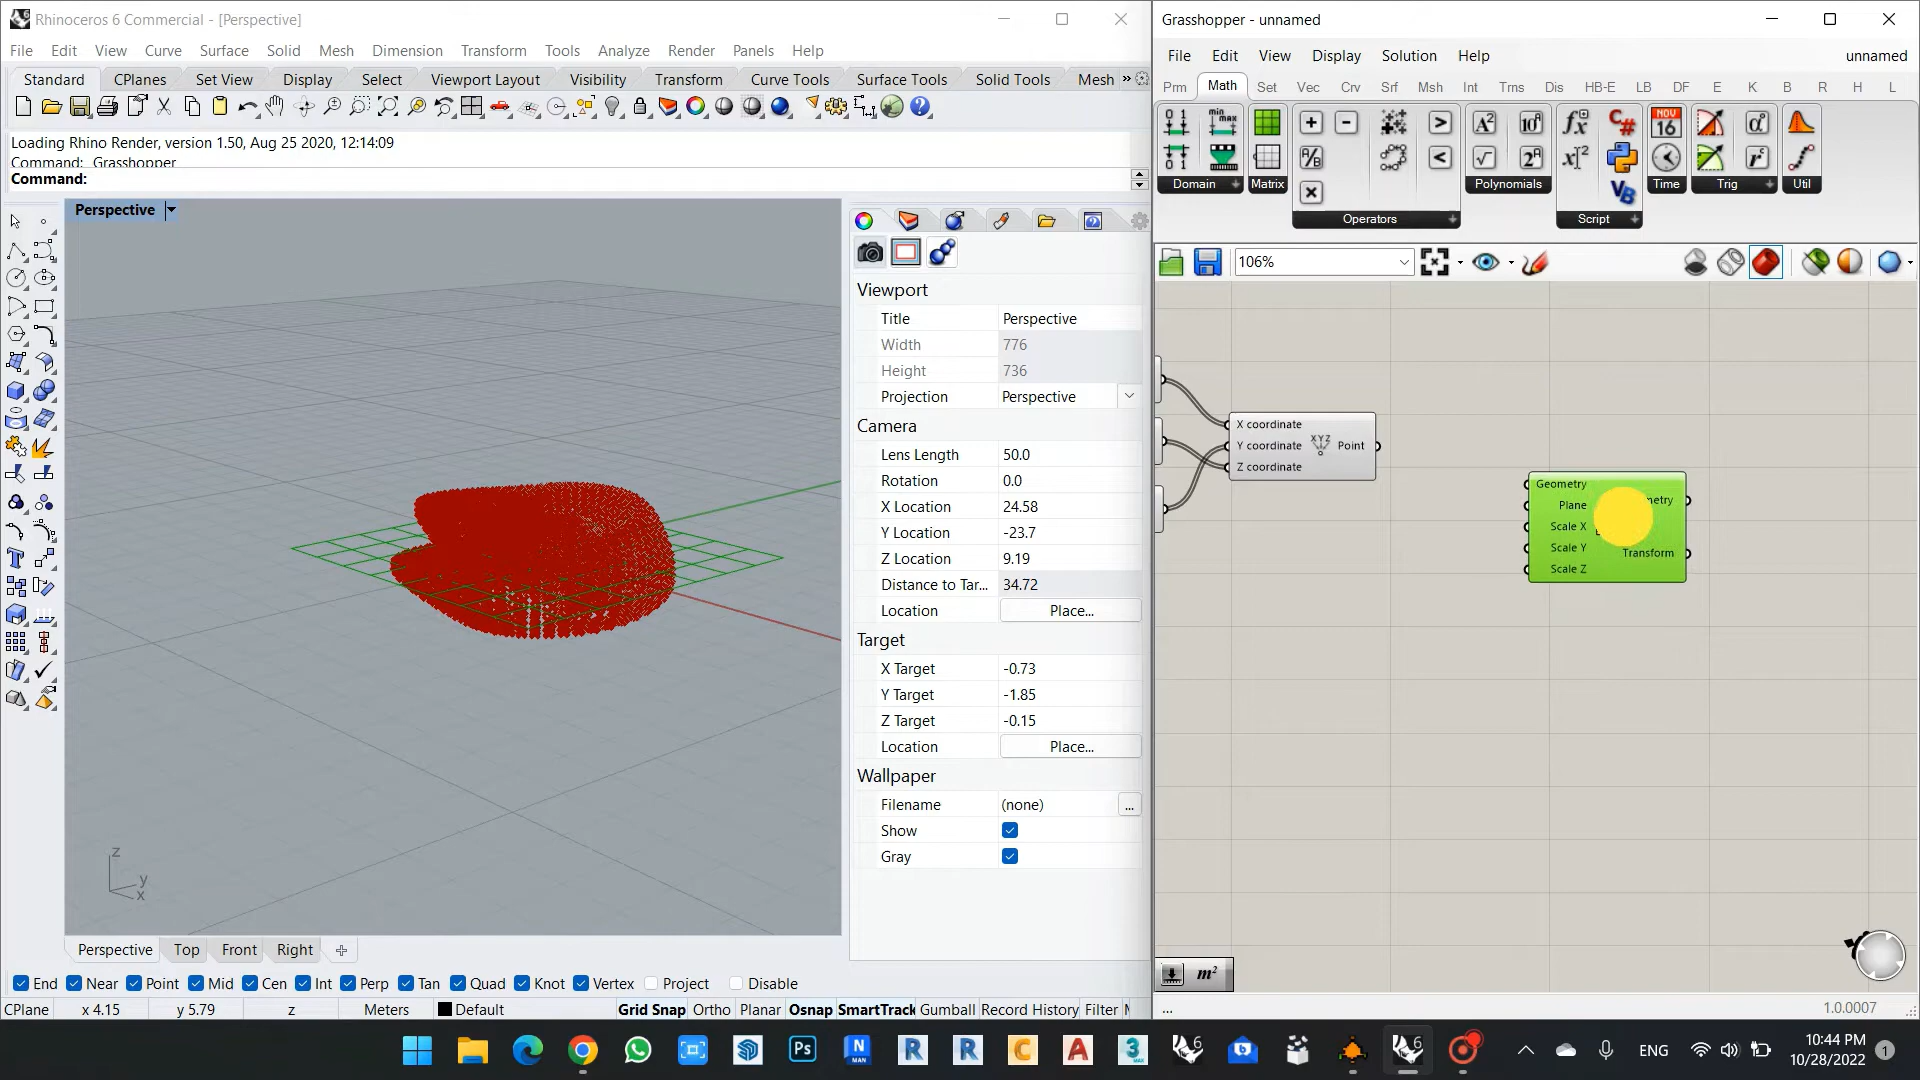 Rhinoceros 6 Commercial - [Perspective]
File Edit View Curve Surface Solid Mesh Dimension Transform Tools Analyze Render Panels Help
Standard CPlanes Set View Display Select Viewport Layout Visibility Transform Curve Tools Surface Tools Solid Tools Mesh »
Loading Rhino Render, version 1.50, Aug 25 2020, 12:14:09
Command: _Grasshopper
Command:
Perspective
Viewport
Title Perspective
Width 776
Height 736
Projection Perspective
Camera
Lens Length 50.0
Rotation 0.0
X Location 24.58
Y Location -23.7
Z Location 9.19
Distance to Tar... 34.72
Location Place...
Target
X Target -0.73
Y Target -1.85
Z Target -0.15
Location Place...
Wallpaper
Filename (none) ...
Show
Gray
z
y
x
Perspective Top Front Right
End Near Point Mid Cen Int Perp Tan Quad Knot Vertex Project Disable
CPlane x 4.15 y 5.79 z Meters Default Grid Snap Ortho Planar Osnap SmartTrack Gumball Record History Filter
Grasshopper - unnamed
File Edit View Display Solution Help unnamed
Prm Math Set Vec Crv Srf Msh Int Trns Dis HB-E LB DF E K B R H L
Domain Matrix Operators Polynomials Script Time Trig Util
106%
X coordinate
Y coordinate XYZ Point
Z coordinate
Geometry
Plane
Scale X
Scale Y
Scale Z
Transform
m²
... 1.0.0007
ENG
10:44 PM
10/28/2022
1